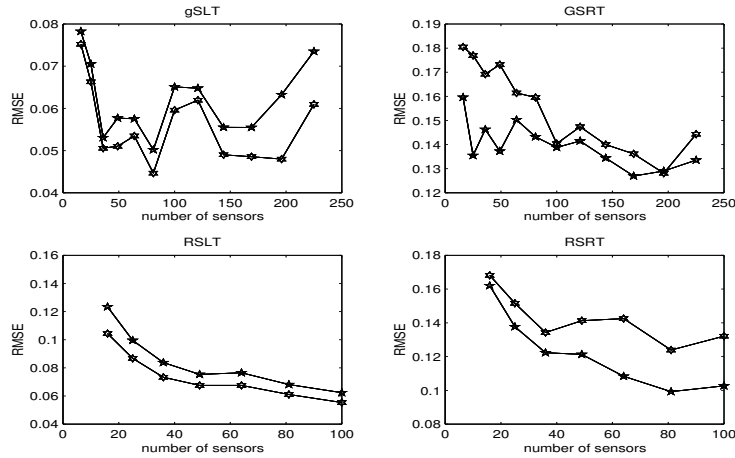 gSLT
0.08
0.07
0.06
0.05
0.04
RMSE
0 50 100 150 200 250
number of sensors
GSRT
0.19
0.18
0.17
0.16
0.15
0.14
0.13
0.12
RMSE
0 50 100 150 200 250
number of sensors
RSLT
0.16
0.14
0.12
0.1
0.08
0.06
0.04
RMSE
0 20 40 60 80 100
number of sensors
RSRT
0.18
0.16
0.14
0.12
0.1
0.08
RMSE
0 20 40 60 80 100
number of sensors